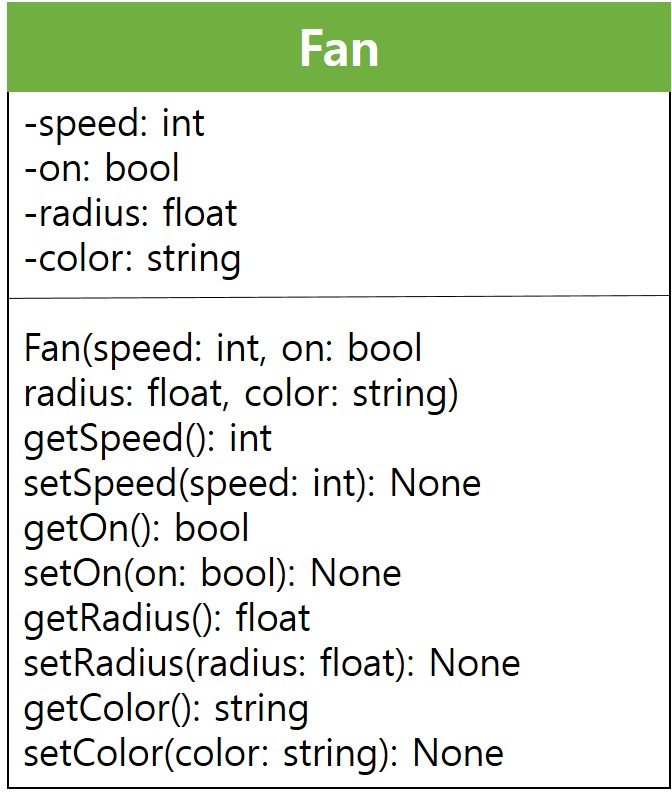 Fan
-speed: int
-on: bool
-radius: float
-color: string
Fan(speed: int, on: bool
radius: float, color: string)
getSpeed(): int
setSpeed(speed: int): None
getOn(): bool
setOn(on: bool): None
getRadius(): float
setRadius(radius: float): None
getColor(): string
setColor(color: string): None